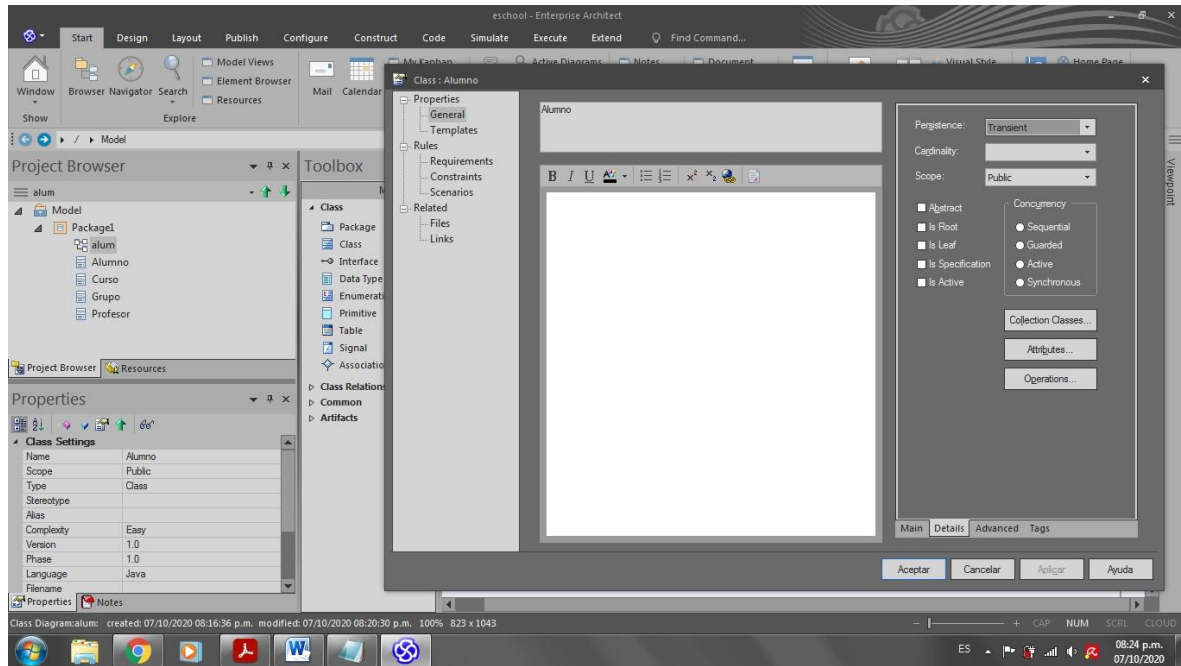 eschool - Enterprise Architect
Start Design Layout Publish Configure Construct Code Simulate Execute Extend Find Command...
Window
Show
Browser Navigator Search
Model Views
Element Browser
Resources
Explore
Mail Calendar
My Kanban
Active Diagrams
Notes
Document
Visual Style
Home Page
/ Model
Project Browser
alum
Model
Package1
alum
Alumno
Curso
Grupo
Profesor
Project Browser Resources
Properties
Class Settings
Name Alumno
Scope Public
Type Class
Stereotype
Alias
Complexity Easy
Version 1.0
Phase 1.0
Language Java
Filename
Properties Notes
Toolbox
Class
Package
Class
Interface
Data Type
Enumerati
Primitive
Table
Signal
Associatio
Class Relation
Common
Artifacts
Class : Alumno
Properties
General
Templates
Rules
Requirements
Constraints
Scenarios
Related
Files
Links
Alumno
B I U
Persistence: Transient
Cardinality:
Scope: Public
Abstract
Is Root
Is Leaf
Is Specification
Is Active
Concurrency
Sequential
Guarded
Active
Synchronous
Collection Classes...
Attributes...
Operations...
Main Details Advanced Tags
Aceptar Cancelar Aplicar Ayuda
Viewpoint
Class Diagram:alum: created: 07/10/2020 08:16:36 p.m. modified: 07/10/2020 08:20:30 p.m. 100% 823 x 1043
CAP NUM SCRL CLOUD
ES
08:24 p.m.
07/10/2020